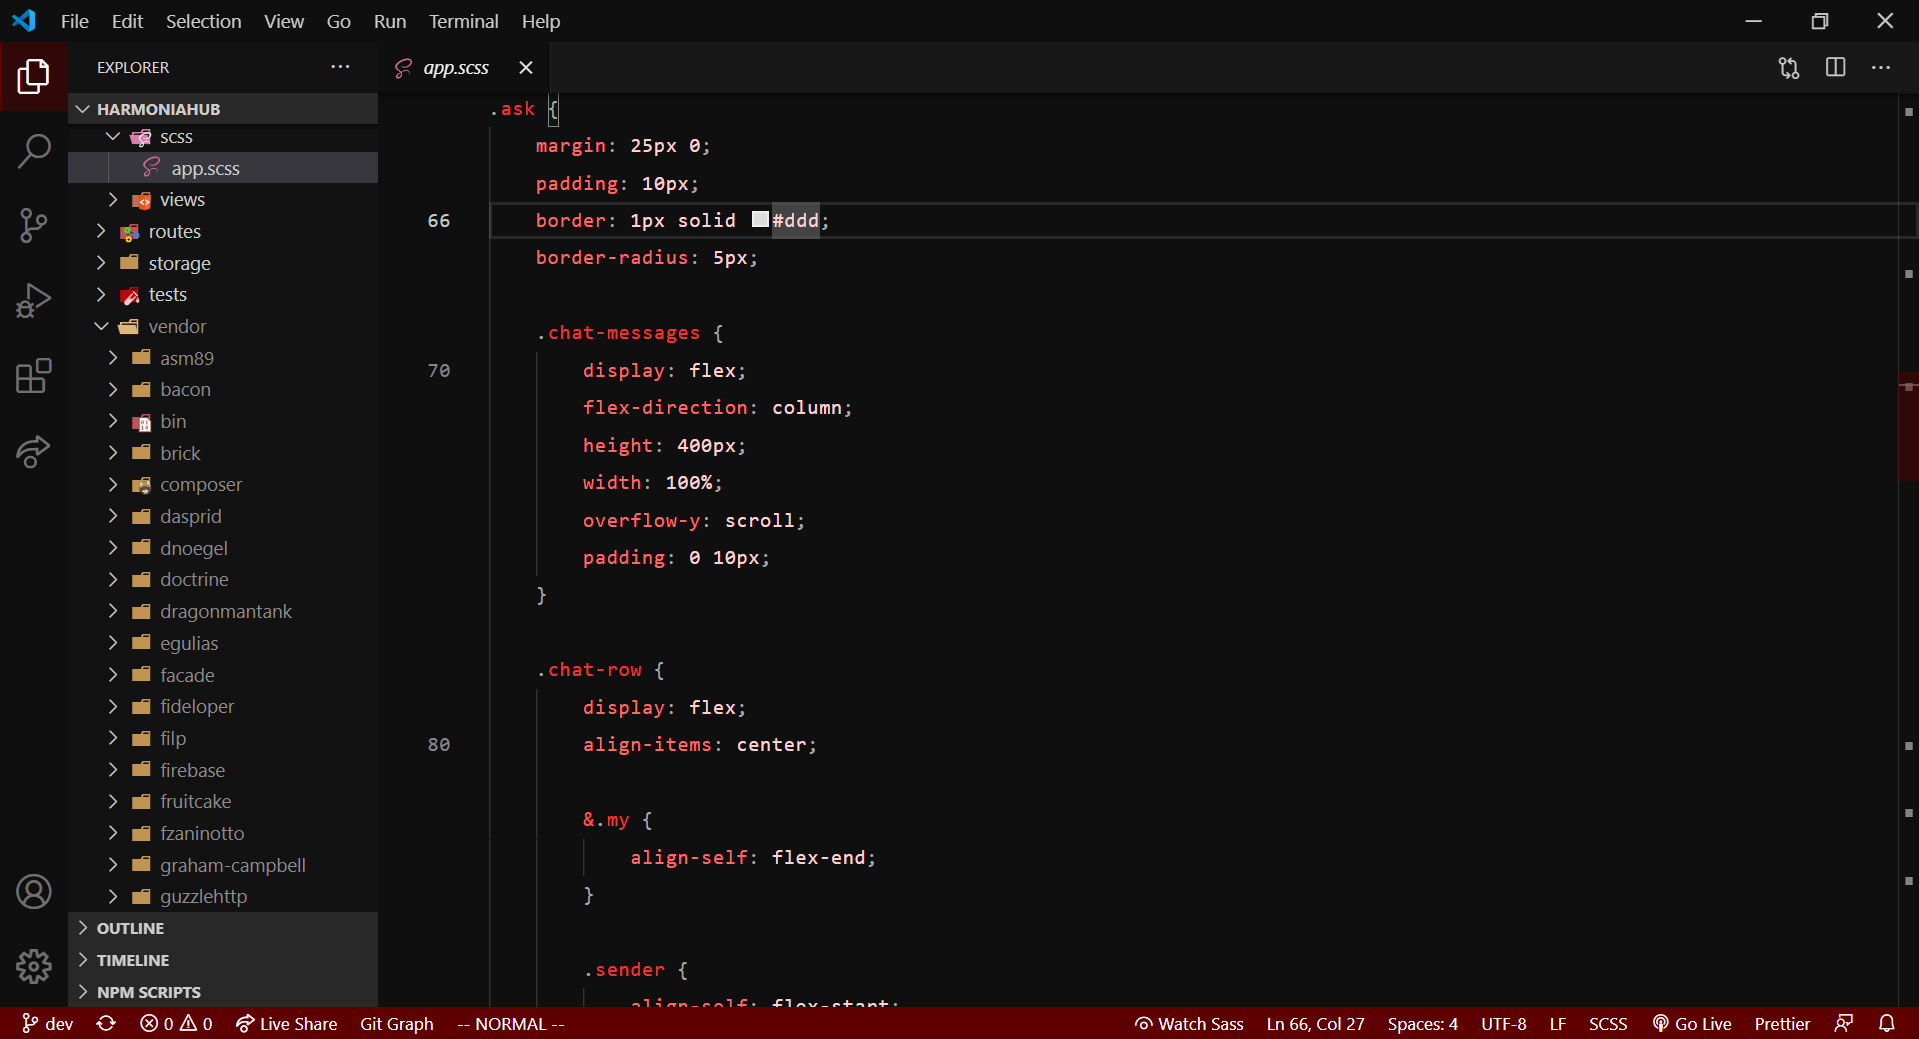 File Edit Selection View Go Run Terminal Help
EXPLORER
HARMONIAHUB
scss
app.scss
views
routes
storage
tests
vendor
asm89
bacon
bin
brick
composer
dasprid
dnoegel
doctrine
dragonmantank
egulias
facade
fideloper
filp
firebase
fruitcake
fzaninotto
graham-campbell
guzzlehttp
OUTLINE
TIMELINE
NPM SCRIPTS
app.scss
.ask {
margin: 25px 0;
padding: 10px;
66 border: 1px solid #ddd;
border-radius: 5px;
.chat-messages {
70 display: flex;
flex-direction: column;
height: 400px;
width: 100%;
overflow-y: scroll;
padding: 0 10px;
}
.chat-row {
display: flex;
80 align-items: center;
&.my {
align-self: flex-end;
}
.sender {
align-self: flex-start;
dev 0 0 Live Share Git Graph -- NORMAL -- Watch Sass Ln 66, Col 27 Spaces: 4 UTF-8 LF SCSS Go Live Prettier